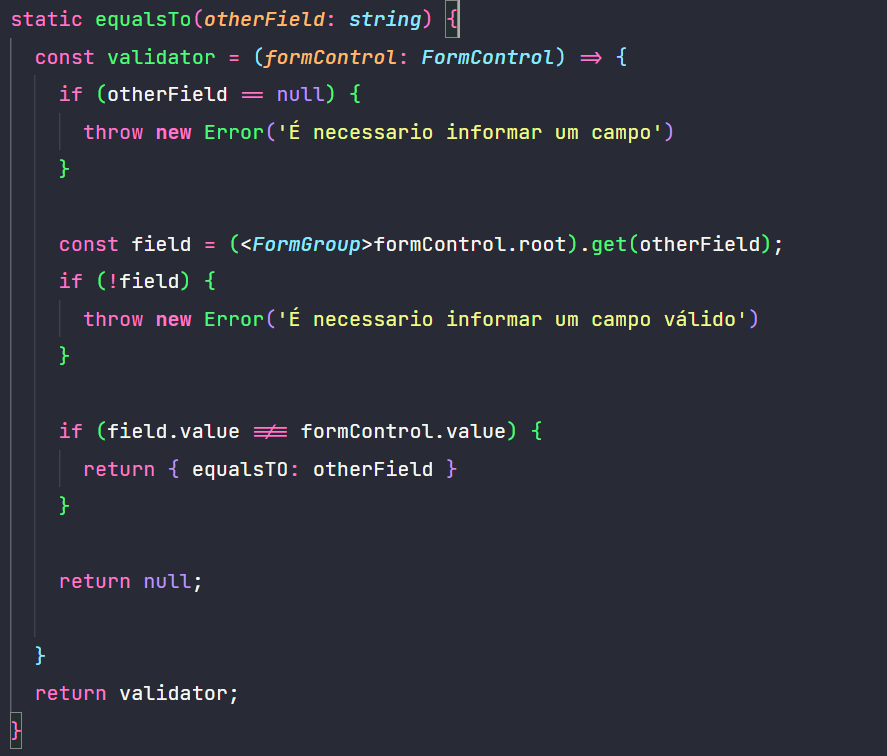 static equalsTo(otherField: string) {
const validator = (formControl: FormControl) => {
if (otherField == null) {
throw new Error('É necessario informar um campo')
}
const field = (<FormGroup>formControl.root).get(otherField);
if (!field) {
throw new Error('É necessario informar um campo válido')
}
if (field.value !== formControl.value) {
return { equalsTO: otherField }
}
return null;
}
return validator;
}